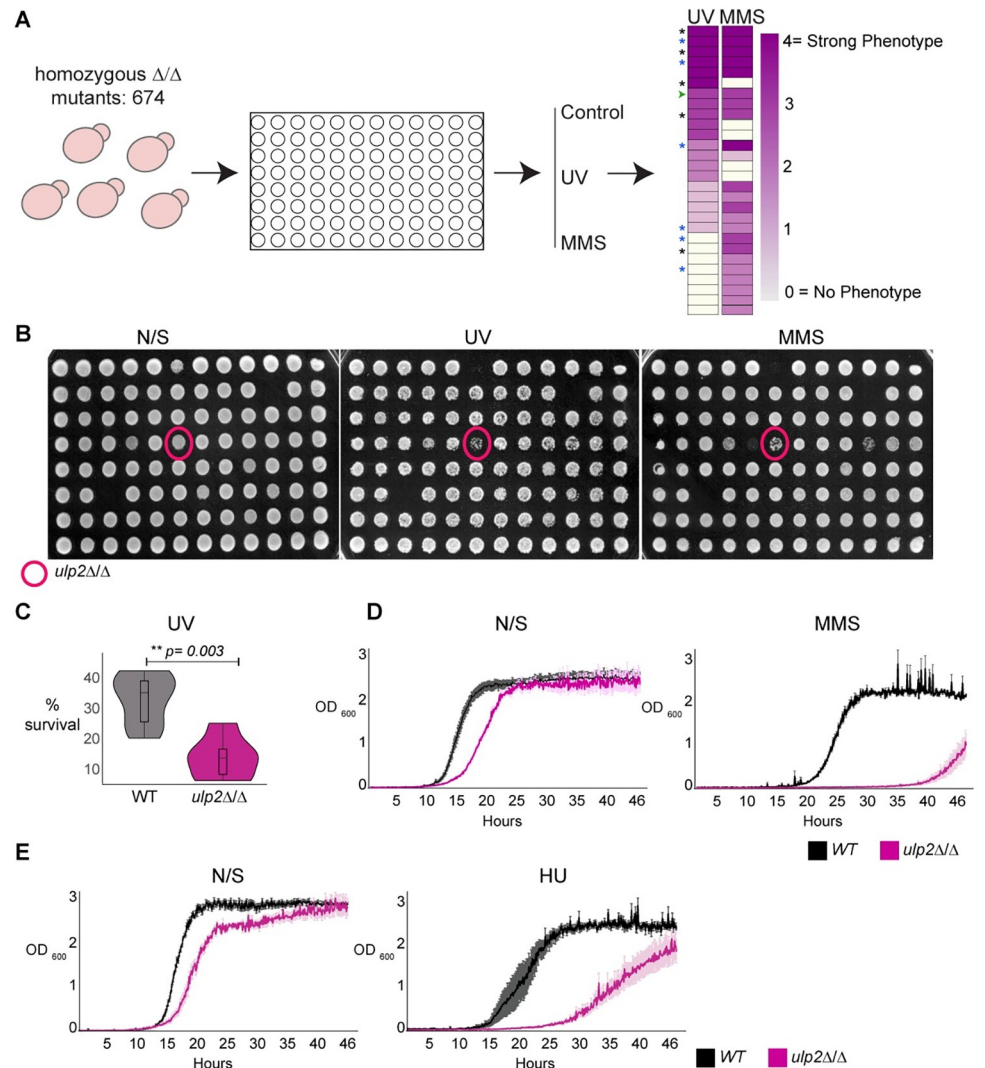 A
homozygous Δ/Δ
mutants: 674
Control
UV
MMS
UV MMS
4= Strong Phenotype
3
2
1
0 = No Phenotype
B
N/S UV MMS
ulp2Δ/Δ
C
UV
** p= 0.003
%
survival
40
30
20
10
WT ulp2Δ/Δ
D
N/S
OD 600
3
2
1
0
5 10 15 20 25 30 35 40 46
Hours
MMS
OD 600
3
2
1
0
5 10 15 20 25 30 35 40 46
Hours
WT ulp2Δ/Δ
E
N/S
OD 600
3
2
1
0
5 10 15 20 25 30 35 40 46
Hours
HU
OD 600
3
2
1
0
5 10 15 20 25 30 35 40 46
Hours
WT ulp2Δ/Δ